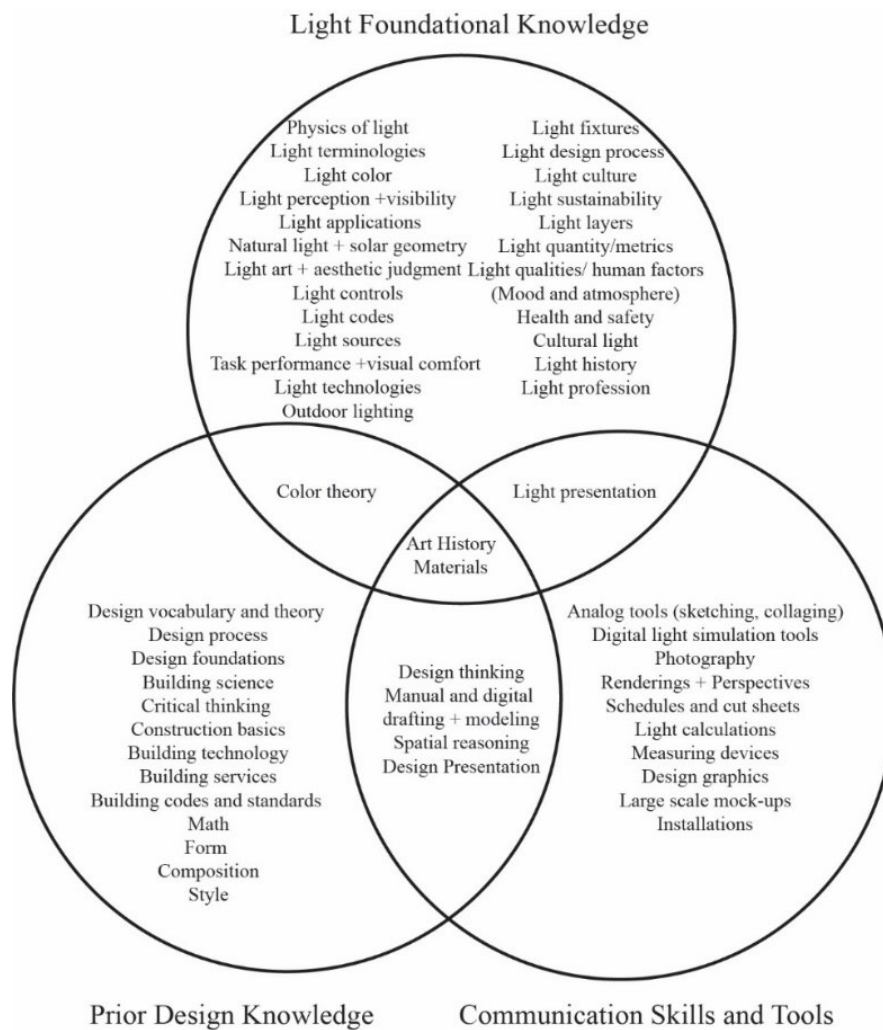 Light Foundational Knowledge
Physics of light
Light terminologies
Light color
Light perception +visibility
Light applications
Natural light + solar geometry
Light art + aesthetic judgment
Light controls
Light codes
Light sources
Task performance +visual comfort
Light technologies
Outdoor lighting
Light fixtures
Light design process
Light culture
Light sustainability
Light layers
Light quantity/metrics
Light qualities/ human factors
(Mood and atmosphere)
Health and safety
Cultural light
Light history
Light profession
Color theory
Light presentation
Art History
Materials
Design vocabulary and theory
Design process
Design foundations
Building science
Critical thinking
Construction basics
Building technology
Building services
Building codes and standards
Math
Form
Composition
Style
Design thinking
Manual and digital
drafting + modeling
Spatial reasoning
Design Presentation
Analog tools (sketching, collaging)
Digital light simulation tools
Photography
Renderings + Perspectives
Schedules and cut sheets
Light calculations
Measuring devices
Design graphics
Large scale mock-ups
Installations
Prior Design Knowledge
Communication Skills and Tools